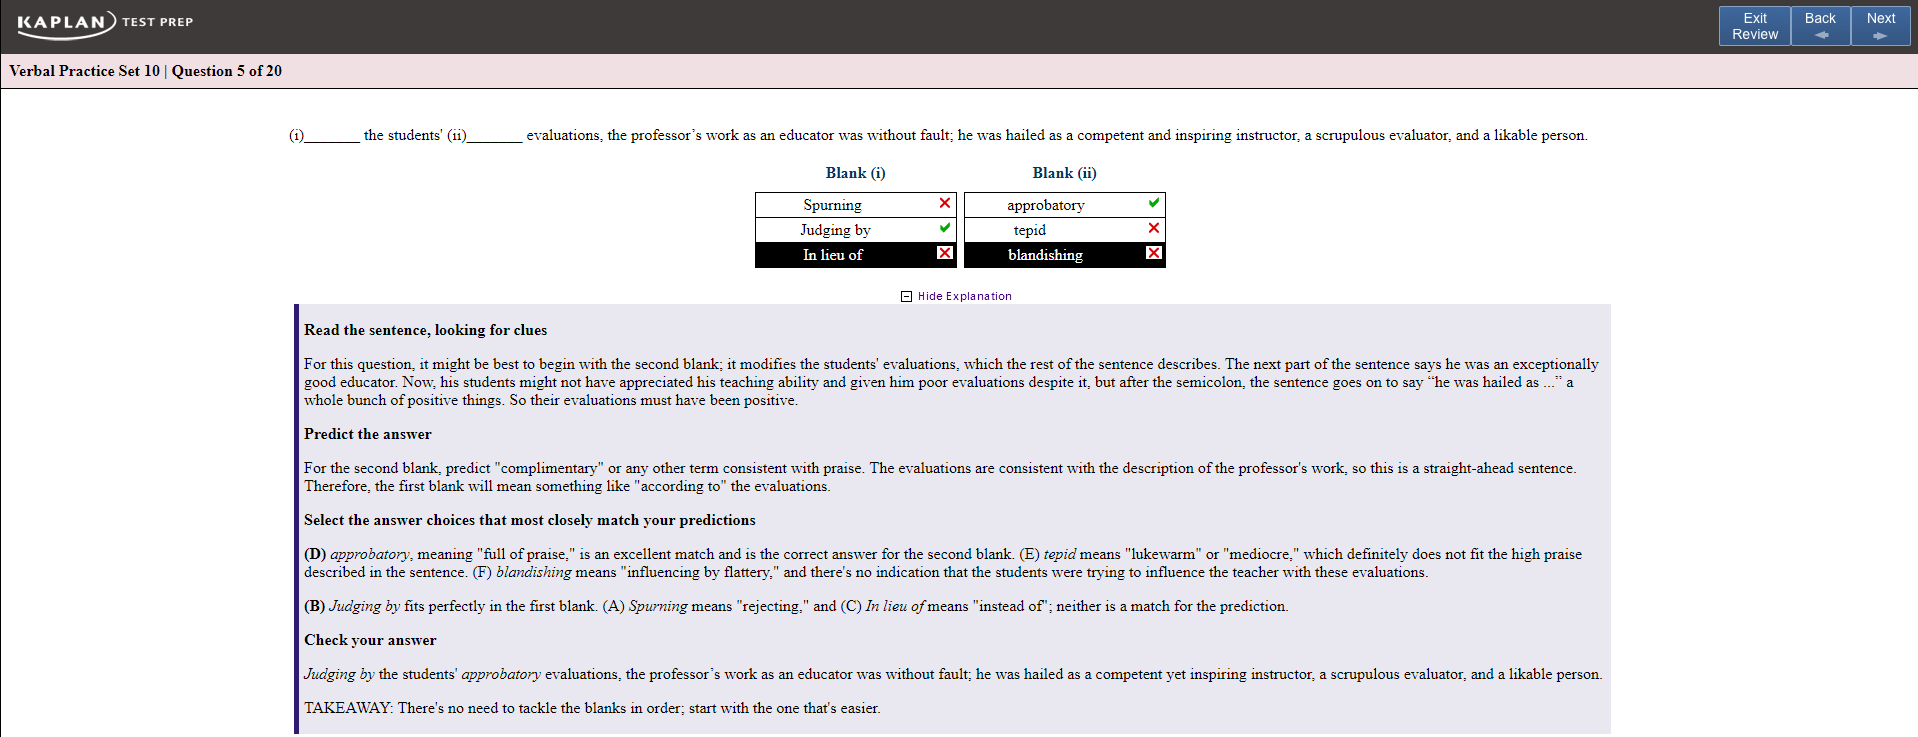 KAPLAN TEST PREP
Exit Review
Back
Next
Verbal Practice Set 10 | Question 5 of 20
(i)_______ the students' (ii)_______ evaluations, the professor’s work as an educator was without fault; he was hailed as a competent and inspiring instructor, a scrupulous evaluator, and a likable person.
Blank (i) Blank (ii)
Spurning approbatory
Judging by tepid
In lieu of blandishing
Hide Explanation
Read the sentence, looking for clues
For this question, it might be best to begin with the second blank; it modifies the students' evaluations, which the rest of the sentence describes. The next part of the sentence says he was an exceptionally
good educator. Now, his students might not have appreciated his teaching ability and given him poor evaluations despite it, but after the semicolon, the sentence goes on to say “he was hailed as ...” a
whole bunch of positive things. So their evaluations must have been positive.
Predict the answer
For the second blank, predict "complimentary" or any other term consistent with praise. The evaluations are consistent with the description of the professor's work, so this is a straight-ahead sentence.
Therefore, the first blank will mean something like "according to" the evaluations.
Select the answer choices that most closely match your predictions
(D) approbatory, meaning "full of praise," is an excellent match and is the correct answer for the second blank. (E) tepid means "lukewarm" or "mediocre," which definitely does not fit the high praise
described in the sentence. (F) blandishing means "influencing by flattery," and there's no indication that the students were trying to influence the teacher with these evaluations.
(B) Judging by fits perfectly in the first blank. (A) Spurning means "rejecting," and (C) In lieu of means "instead of"; neither is a match for the prediction.
Check your answer
Judging by the students' approbatory evaluations, the professor’s work as an educator was without fault; he was hailed as a competent yet inspiring instructor, a scrupulous evaluator, and a likable person.
TAKEAWAY: There's no need to tackle the blanks in order; start with the one that's easier.